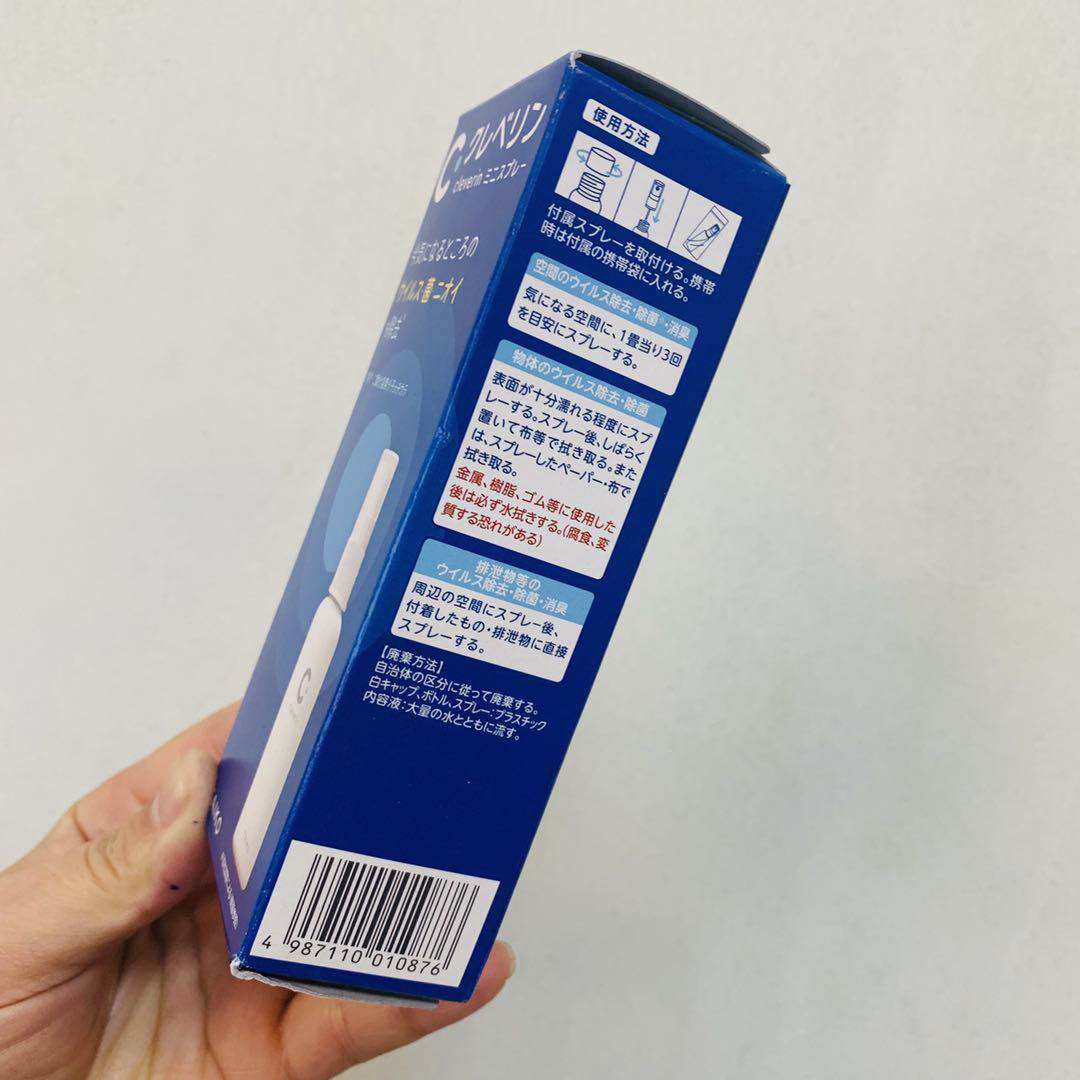 クレベリン
cleverin ミニスプレー
気になるところの
ウイルス 菌 ニオイ
使用方法
付属スプレーを取付ける。携帯
時は付属の携帯袋に入れる。
空間のウイルス除去・除菌・消臭
気になる空間に、1畳当り3回
を目安にスプレーする。
物体のウイルス除去・除菌
表面が十分濡れる程度にスプ
レーする。スプレー後、しばらく
置いて布等で拭き取る。また
は、スプレーしたペーパー・布で
拭き取る。
金属、樹脂、ゴム等に使用した
後は必ず水拭きする。(腐食、変
質する恐れがある)
排泄物等の
ウイルス除去・除菌・消臭
周辺の空間にスプレー後、
付着したもの・排泄物に直接
スプレーする。
【廃棄方法】
自治体の区分に従って廃棄する。
白キャップ、ボトル、スプレー:プラスチック
内容液:大量の水とともに流す。
4 987110 010876